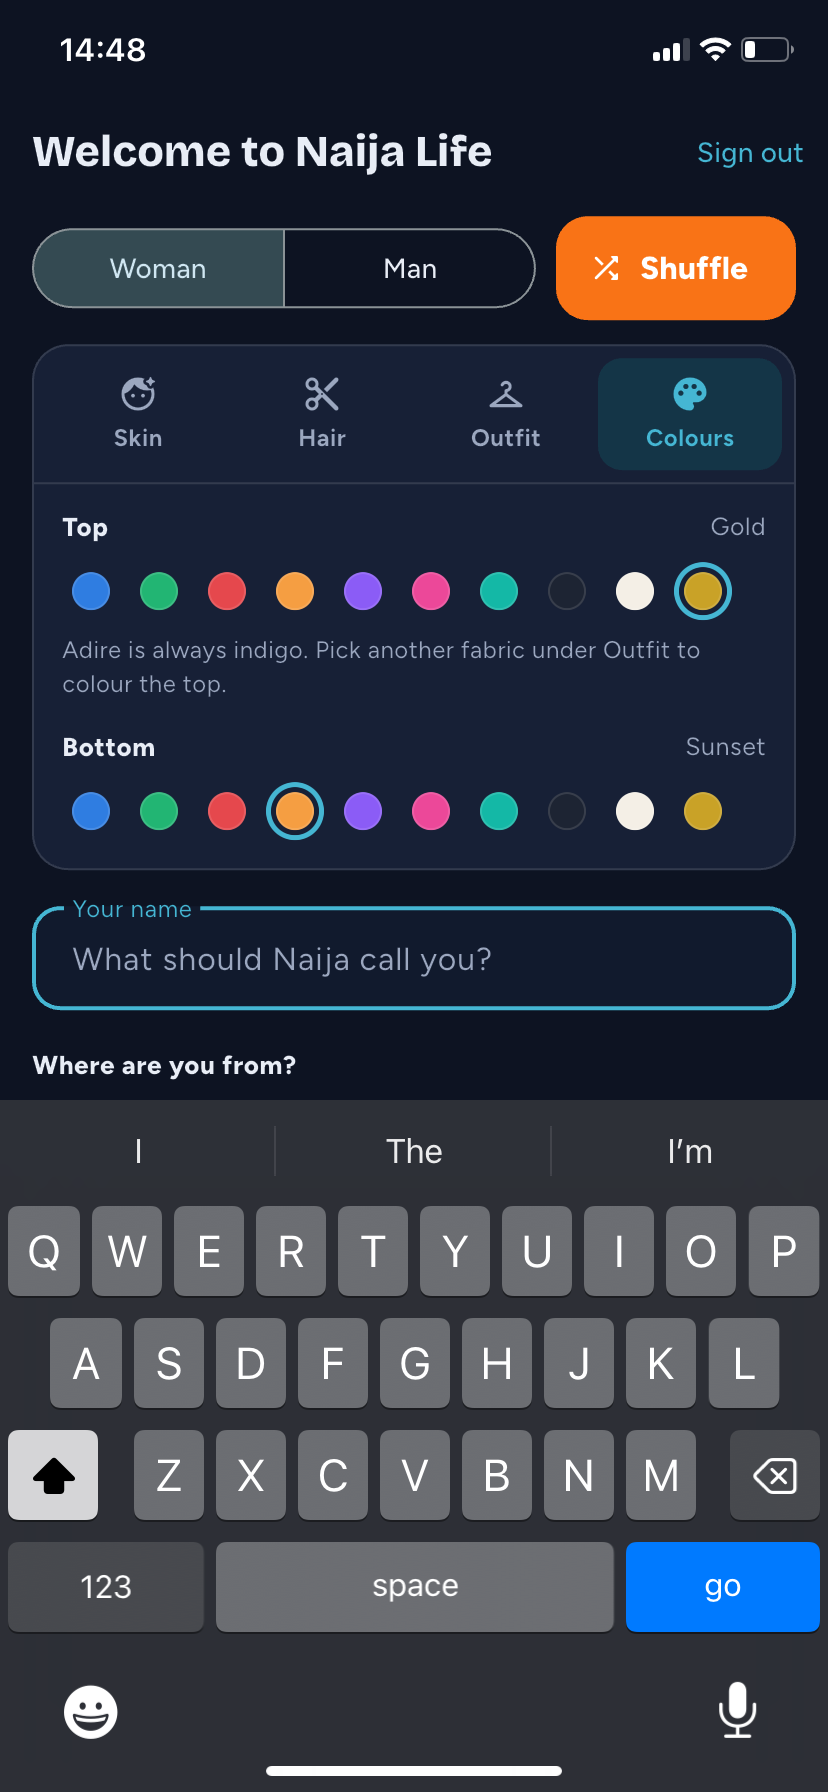 14:48
Welcome to Naija Life
Sign out
Woman
Man
Shuffle
Skin
Hair
Outfit
Colours
Top
Gold
Adire is always indigo. Pick another fabric under Outfit to
colour the top.
Bottom
Sunset
Your name
What should Naija call you?
Where are you from?
I
The
I'm
Q W E R T Y U I O P
A S D F G H J K L
Z X C V B N M
123
space
go